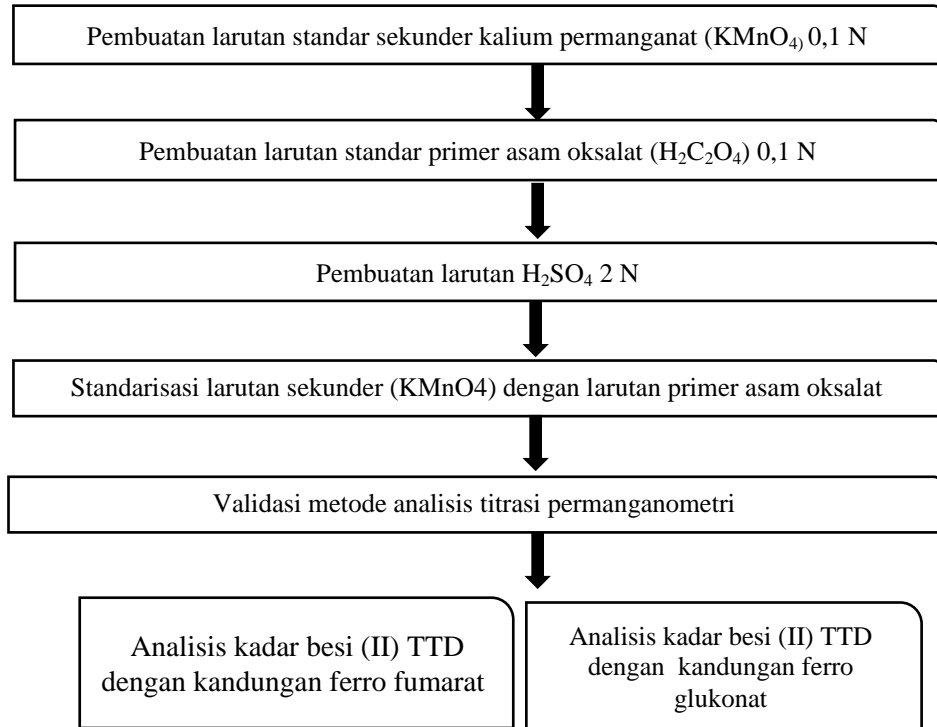 Pembuatan larutan standar sekunder kalium permanganat (KMnO₄) 0,1 N
Pembuatan larutan standar primer asam oksalat (H₂C₂O₄) 0,1 N
Pembuatan larutan H₂SO₄ 2 N
Standarisasi larutan sekunder (KMnO4) dengan larutan primer asam oksalat
Validasi metode analisis titrasi permanganometri
Analisis kadar besi (II) TTD
dengan kandungan ferro fumarat
Analisis kadar besi (II) TTD
dengan kandungan ferro
glukonat